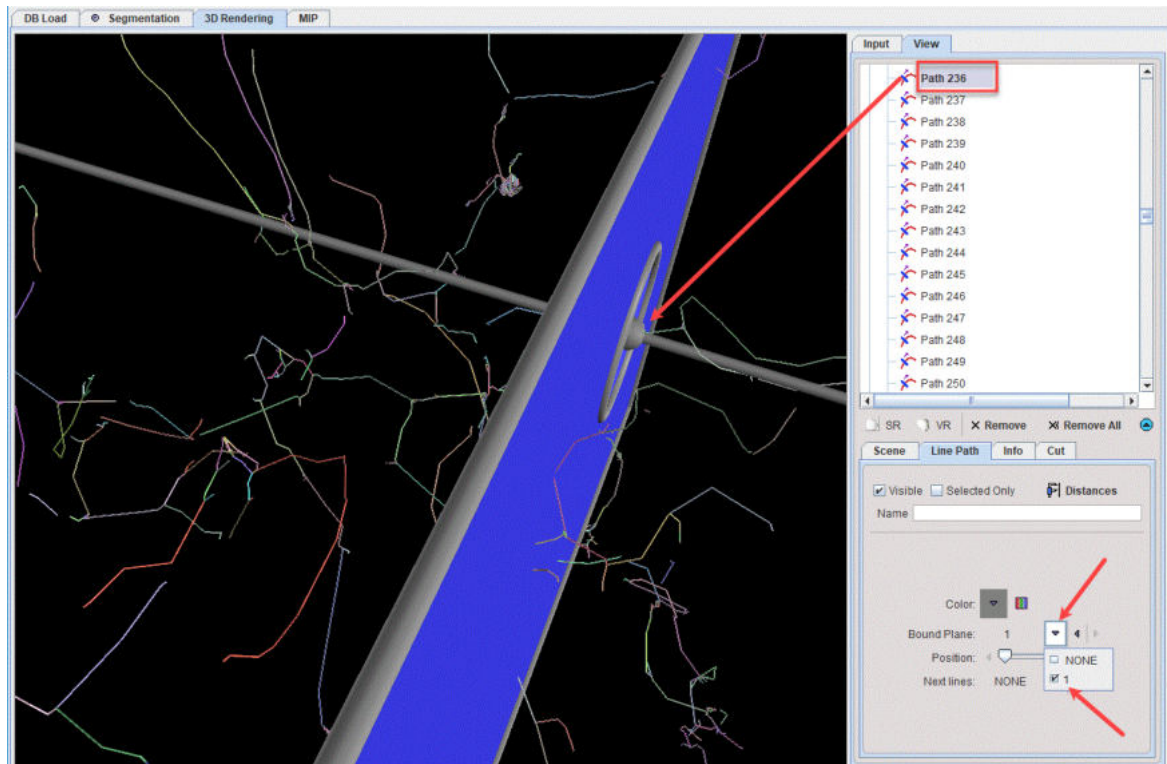 DB Load Segmentation 3D Rendering MIP
Input View
Path 236
Path 237
Path 238
Path 239
Path 240
Path 241
Path 242
Path 243
Path 244
Path 245
Path 246
Path 247
Path 248
Path 249
Path 250
SR VR Remove Remove All
Scene Line Path Info Cut
Visible Selected Only Distances
Name
Color:
Bound Plane: 1
Position: NONE
Next lines: NONE 1